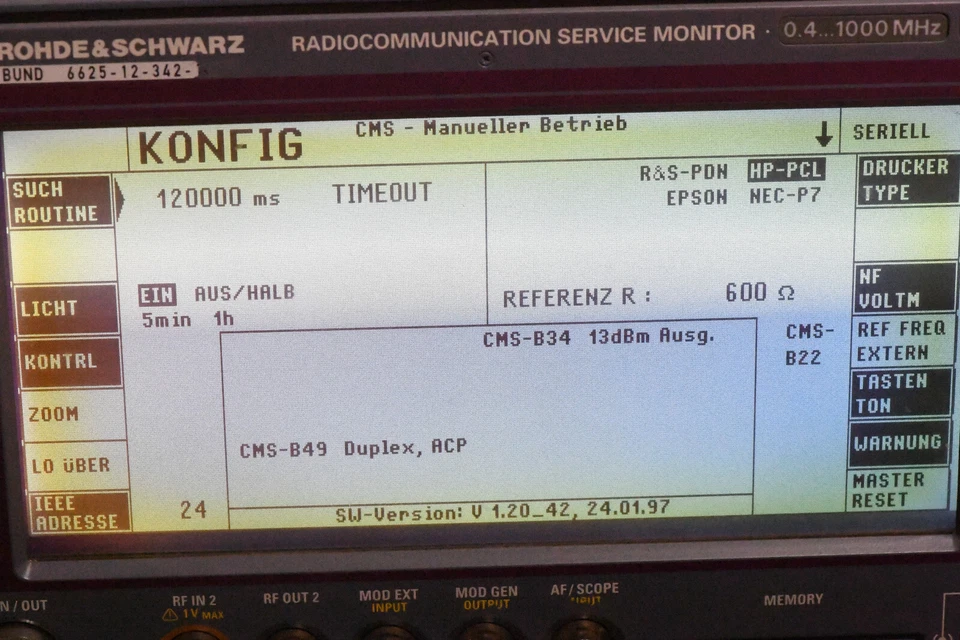 ROHDE&SCHWARZ
RADIOCOMMUNICATION SERVICE MONITOR · 0.4...1000 MHz
BUND 6625-12-342-
KONFIG
CMS - Manueller Betrieb
↓
SERIELL
SUCH
ROUTINE
120000 ms TIMEOUT
R&S-PDN HP-PCL
EPSON NEC-P7
DRUCKER
TYPE
LICHT
EIN AUS/HALB
5min 1h
REFERENZ R : 600 Ω
NF
VOLTM
KONTRL
CMS-B34 13dBm Ausg.
CMS-
B22
REF FREQ
EXTERN
ZOOM
TASTEN
TON
LO üBER
CMS-B49 Duplex, ACP
WARNUNG
IEEE
ADRESSE
24
SW-Version: V 1.20_42, 24.01.97
MASTER
RESET
N / OUT
RF IN 2
1V MAX
RF OUT 2
MOD EXT
INPUT
MOD GEN
OUTPUT
AF/SCOPE
MEMORY